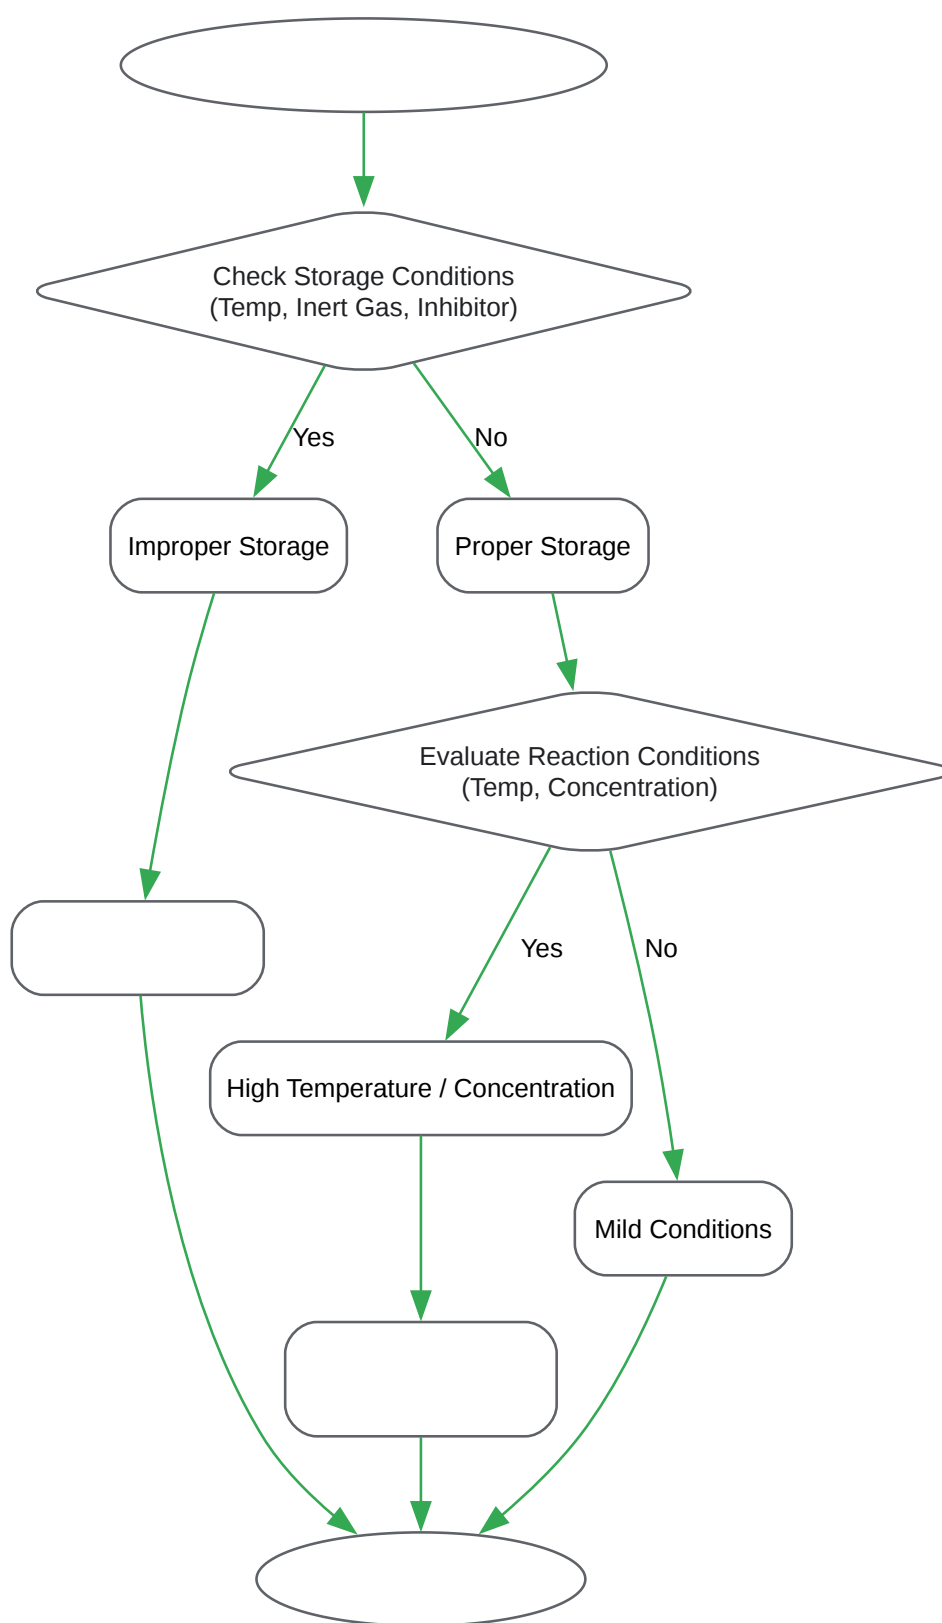 Check Storage Conditions
(Temp, Inert Gas, Inhibitor)
Yes
No
Improper Storage
Proper Storage
Evaluate Reaction Conditions
(Temp, Concentration)
Yes
No
High Temperature / Concentration
Mild Conditions